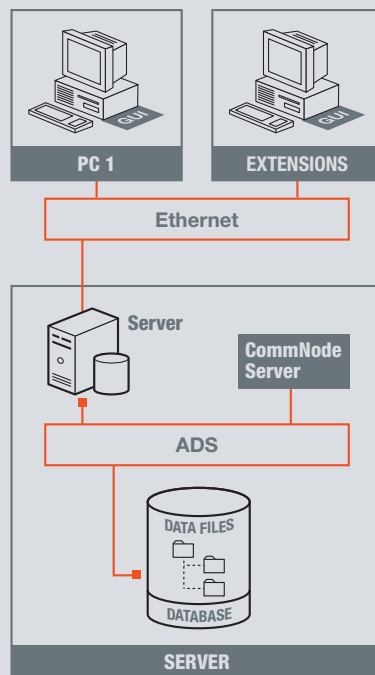 GUI
GUI
PC 1
EXTENSIONS
Ethernet
Server
CommNode
Server
ADS
DATA FILES
DATABASE
SERVER